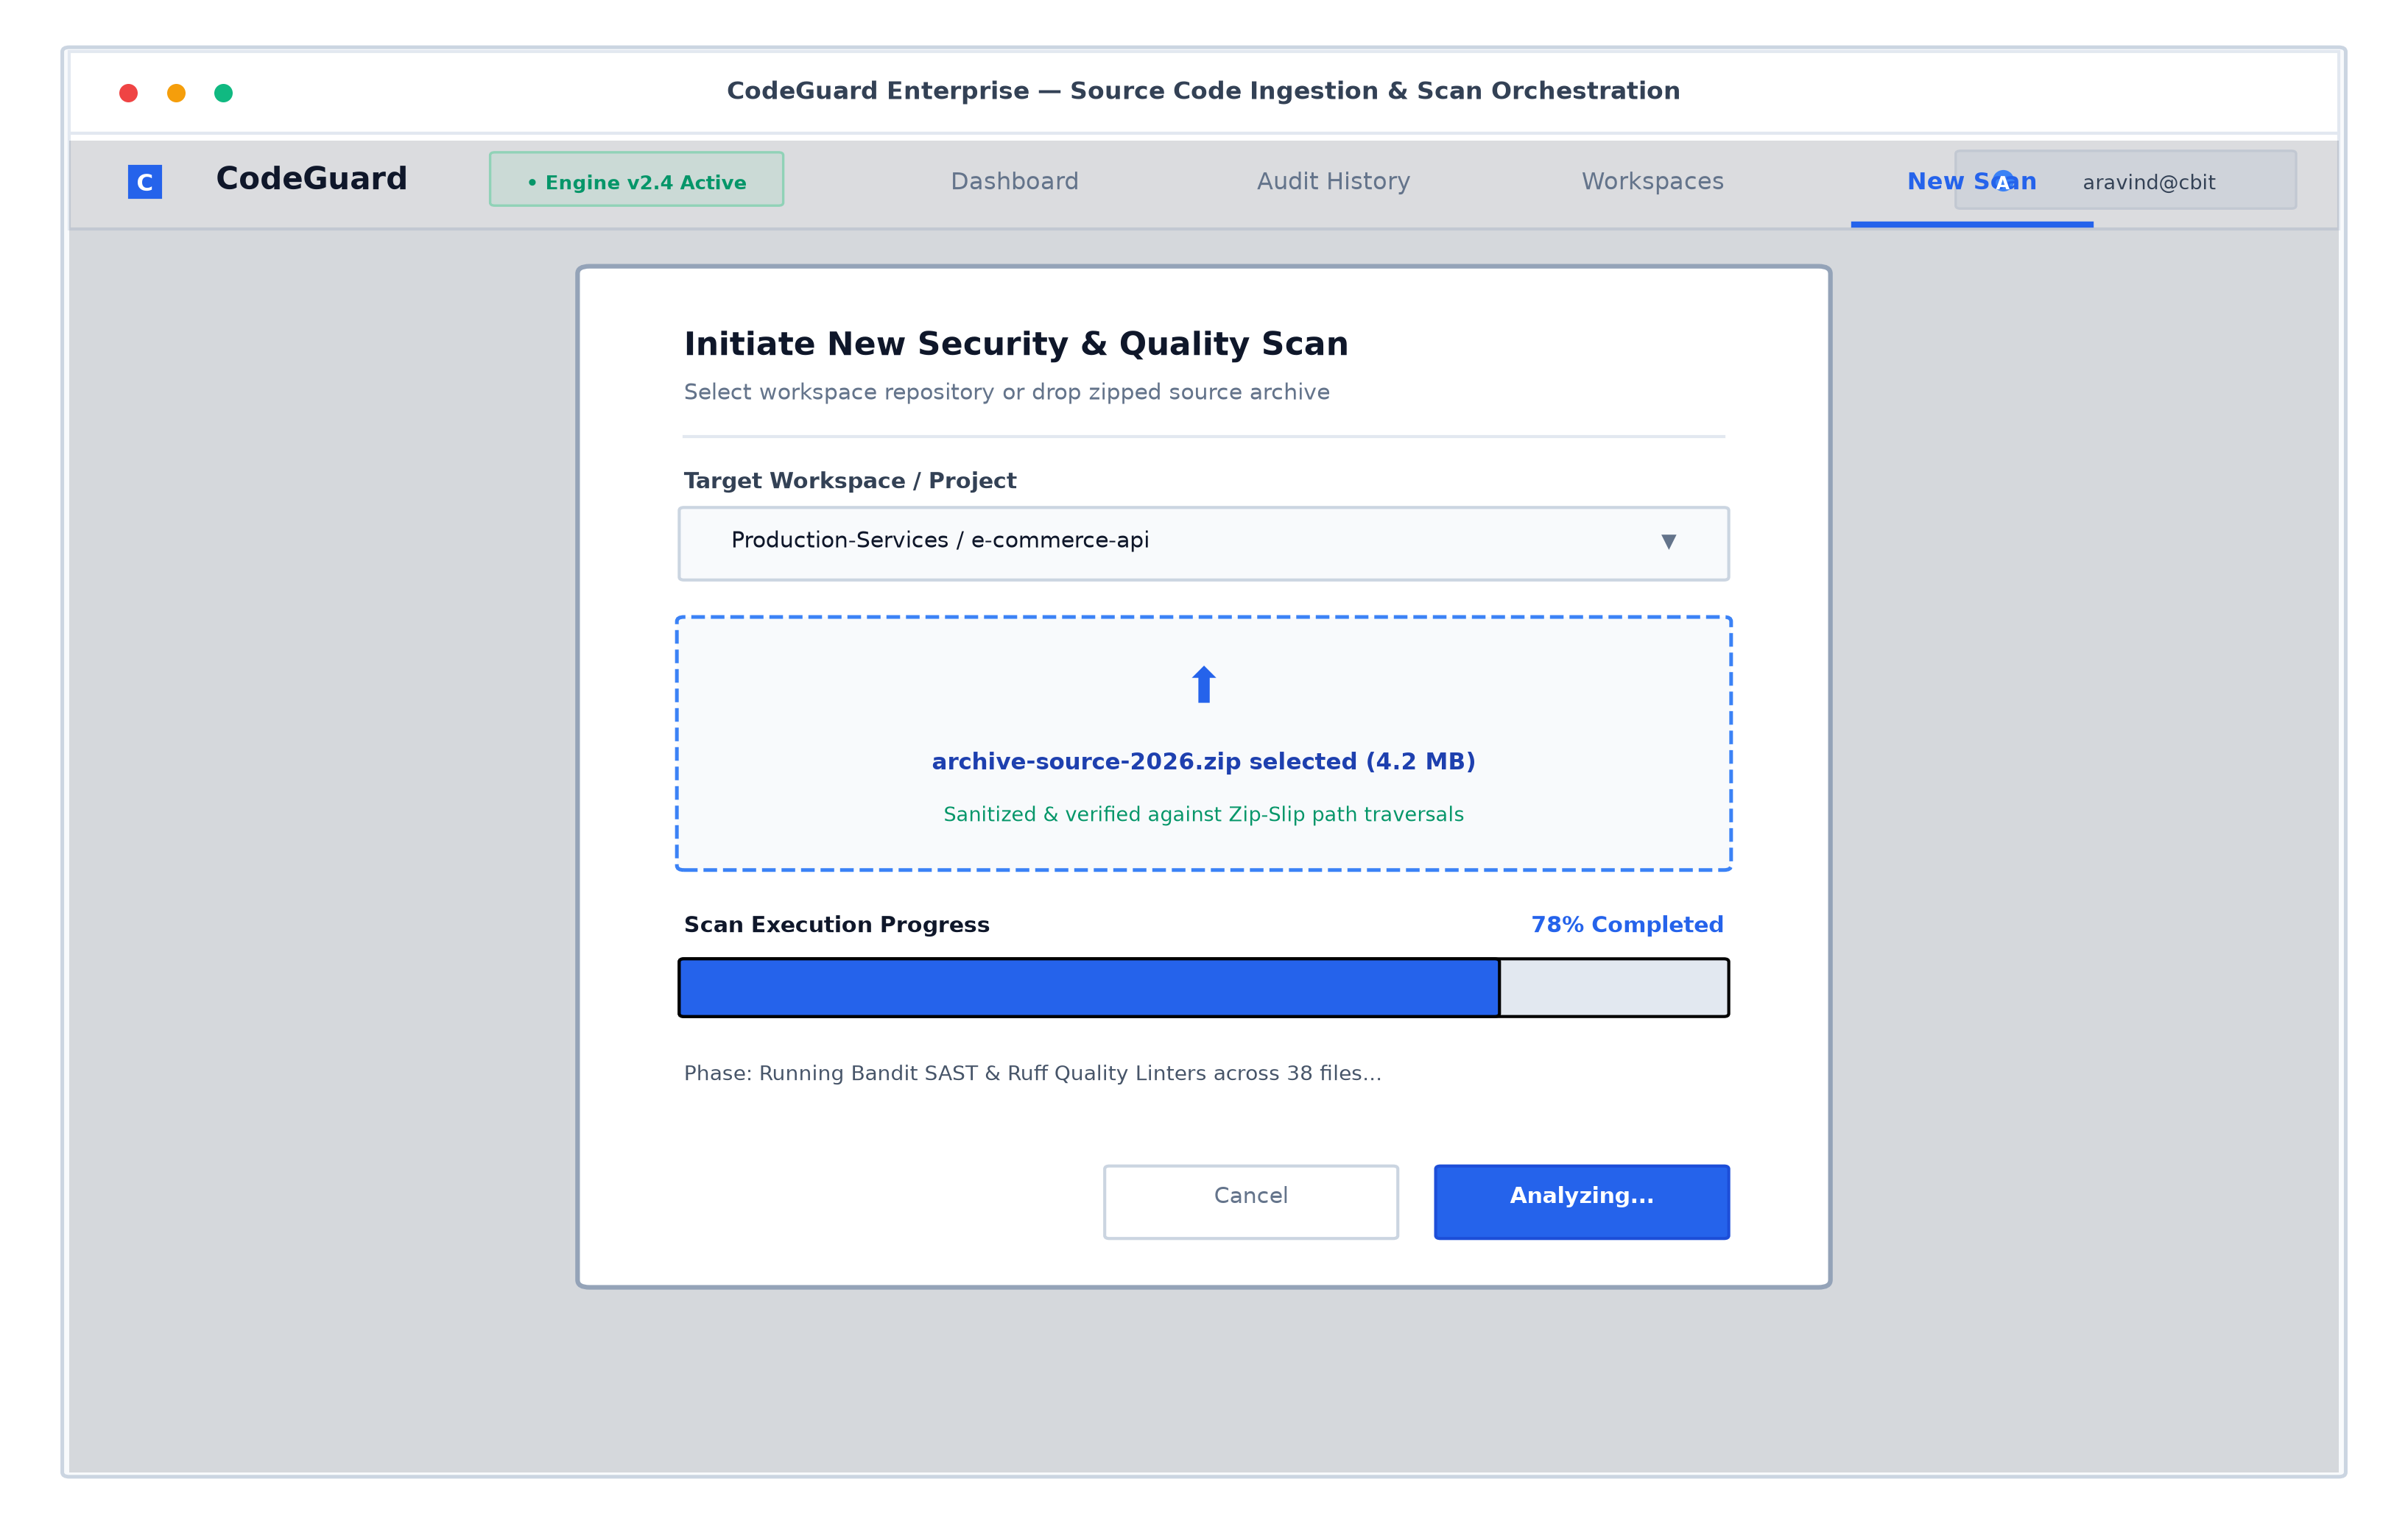 CodeGuard Enterprise — Source Code Ingestion & Scan Orchestration
C CodeGuard • Engine v2.4 Active Dashboard Audit History Workspaces New Scan A aravind@cbit
Initiate New Security & Quality Scan
Select workspace repository or drop zipped source archive
Target Workspace / Project
Production-Services / e-commerce-api ▼
archive-source-2026.zip selected (4.2 MB)
Sanitized & verified against Zip-Slip path traversals
Scan Execution Progress 78% Completed
Phase: Running Bandit SAST & Ruff Quality Linters across 38 files...
Cancel Analyzing...